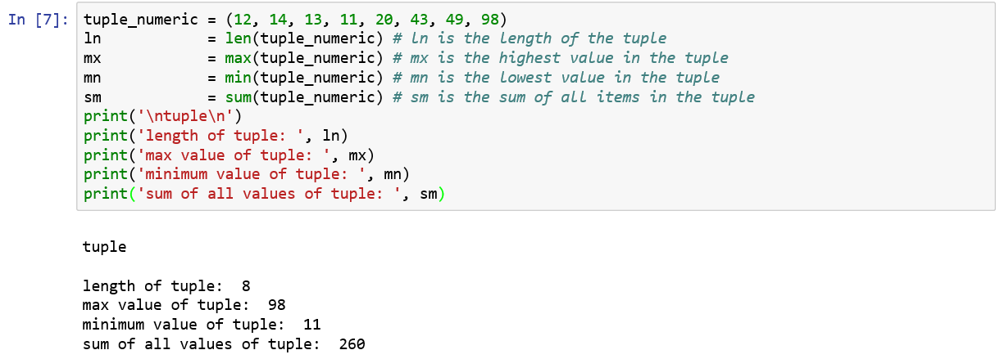 In [7]: tuple_numeric = (12, 14, 13, 11, 20, 43, 49, 98)
ln            = len(tuple_numeric) # ln is the length of the tuple
mx            = max(tuple_numeric) # mx is the highest value in the tuple
mn            = min(tuple_numeric) # mn is the lowest value in the tuple
sm            = sum(tuple_numeric) # sm is the sum of all items in the tuple
print('\ntuple\n')
print('length of tuple: ', ln)
print('max value of tuple: ', mx)
print('minimum value of tuple: ', mn)
print('sum of all values of tuple: ', sm)
tuple
length of tuple:  8
max value of tuple:  98
minimum value of tuple:  11
sum of all values of tuple:  260